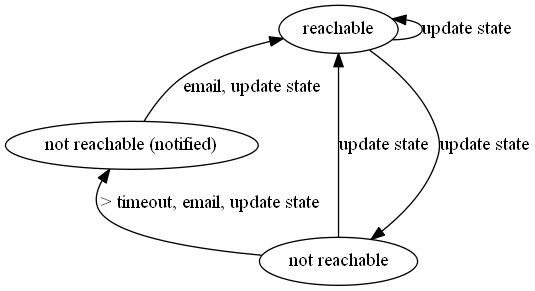 reachable
update state
email, update state
not reachable (notified)
update state
update state
> timeout, email, update state
not reachable